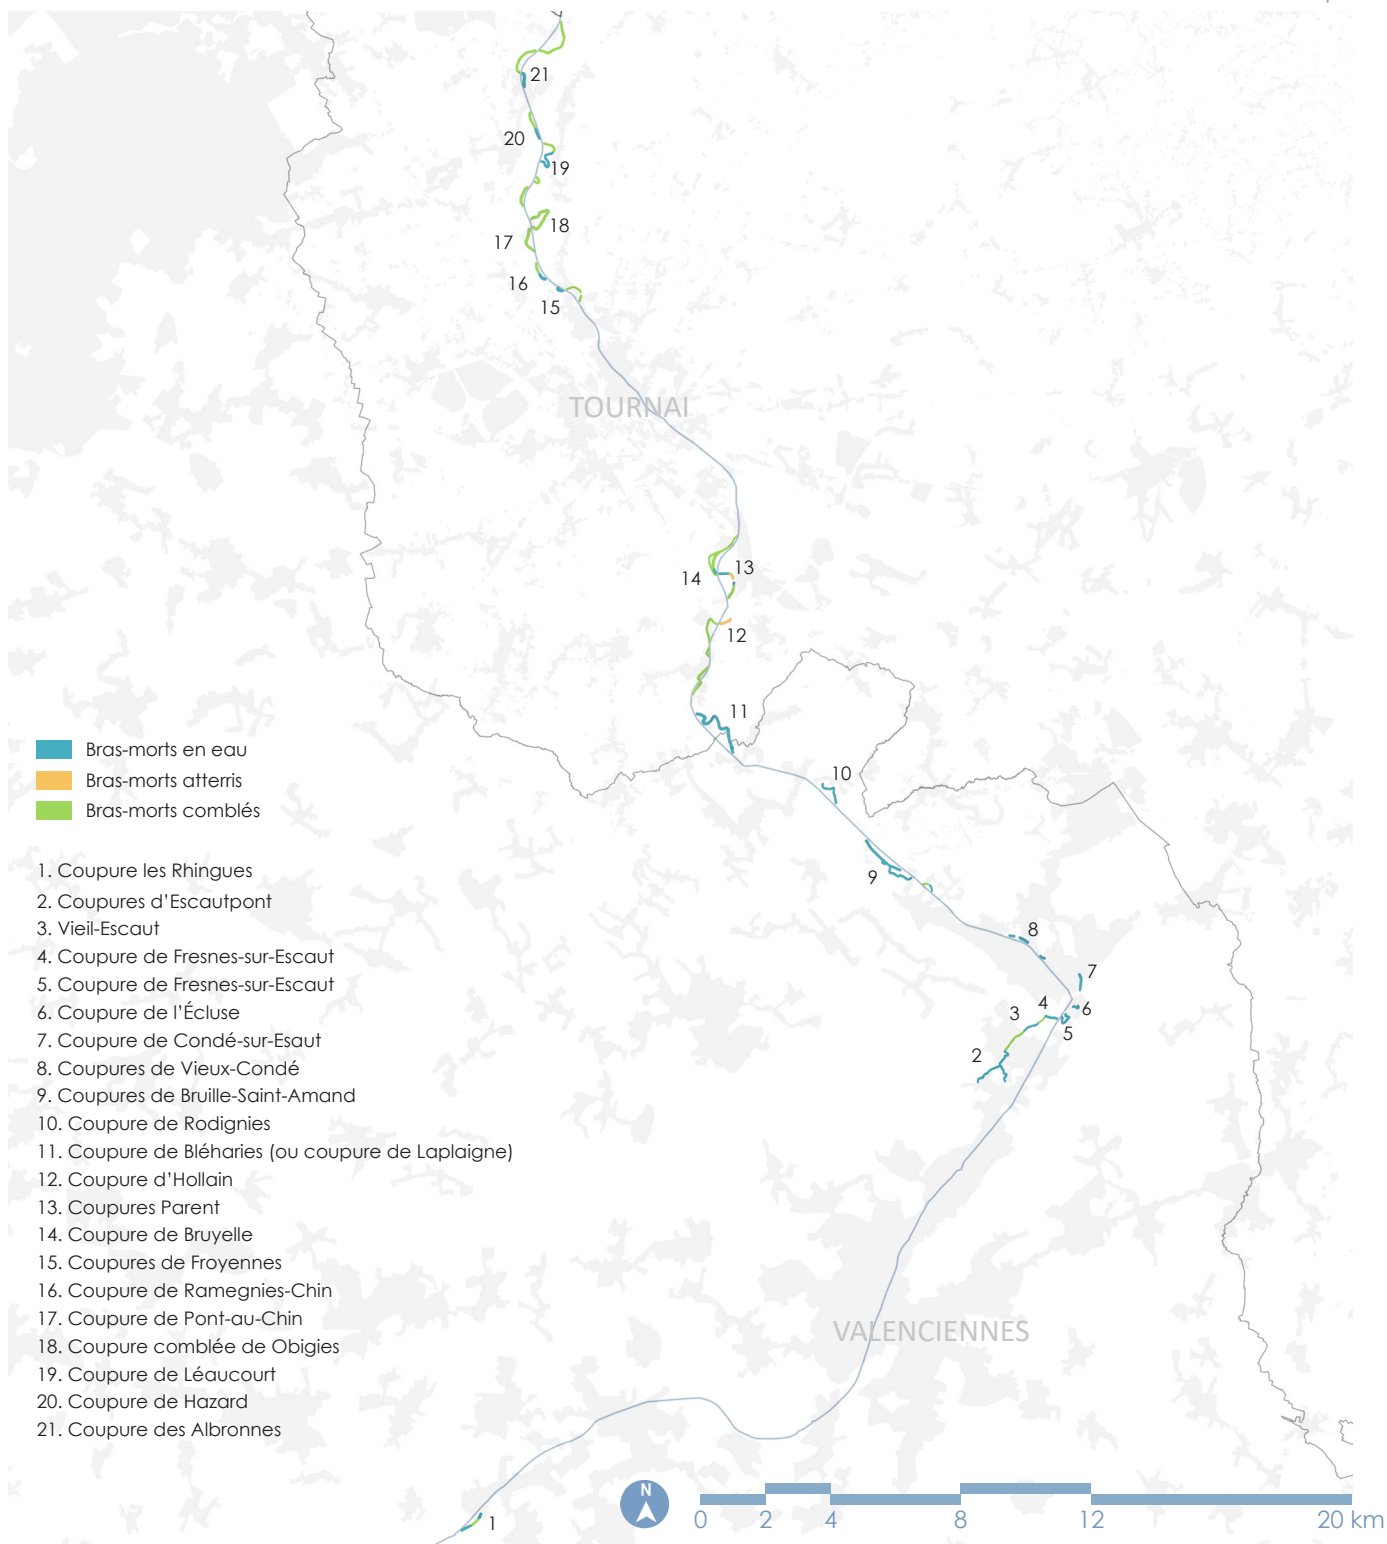 21
20
19
18
17
16
15
TOURNAI
13
14
12
11
10
9
8
7
6
5
4
3
2
VALENCIENNES
1
Bras-morts en eau
Bras-morts atterris
Bras-morts comblés
1. Coupure les Rhingues
2. Coupures d’Escautpont
3. Vieil-Escaut
4. Coupure de Fresnes-sur-Escaut
5. Coupure de Fresnes-sur-Escaut
6. Coupure de l’Écluse
7. Coupure de Condé-sur-Esaut
8. Coupures de Vieux-Condé
9. Coupures de Bruille-Saint-Amand
10. Coupure de Rodignies
11. Coupure de Bléharies (ou coupure de Laplaigne)
12. Coupure d’Hollain
13. Coupures Parent
14. Coupure de Bruyelle
15. Coupures de Froyennes
16. Coupure de Ramegnies-Chin
17. Coupure de Pont-au-Chin
18. Coupure comblée de Obigies
19. Coupure de Léaucourt
20. Coupure de Hazard
21. Coupure des Albronnes
N
0 2 4 8 12 20 km